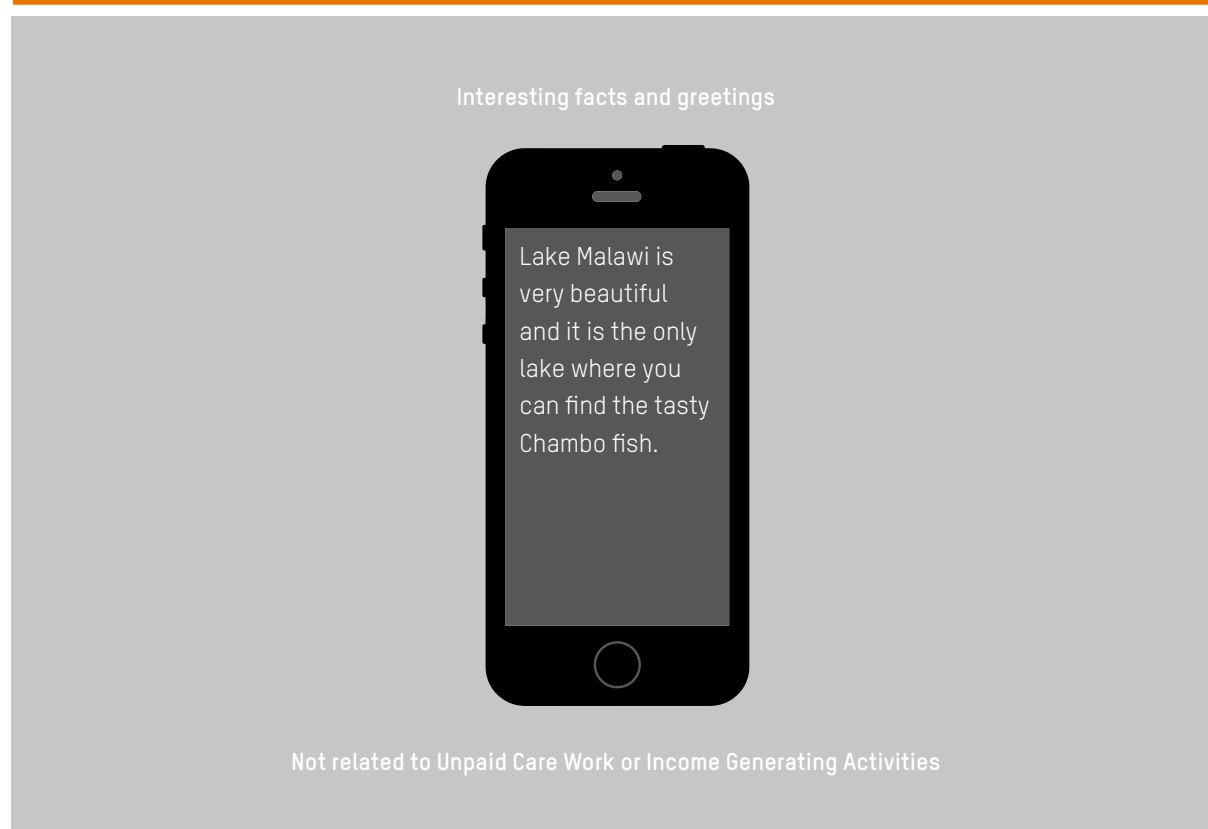 Interesting facts and greetings
Lake Malawi is
very beautiful
and it is the only
lake where you
can find the tasty
Chambo fish.
Not related to Unpaid Care Work or Income Generating Activities